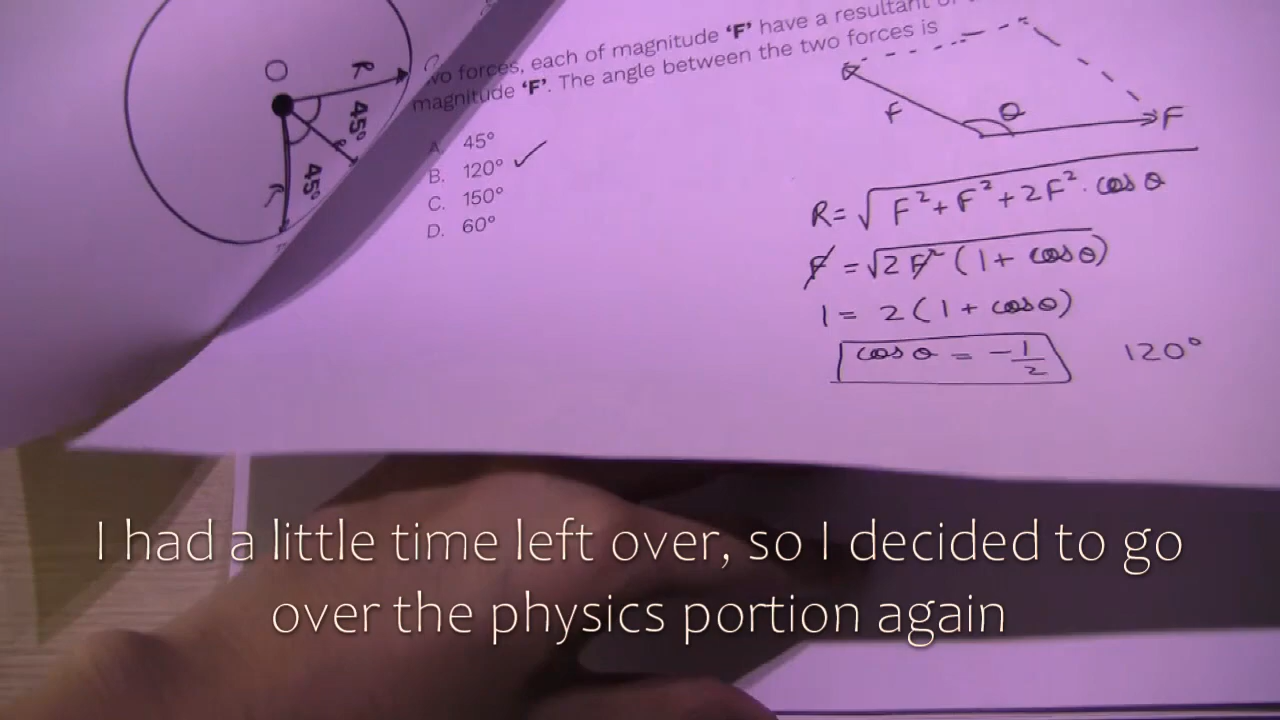 O
R
45°
R
45°
R
wo forces, each of magnitude 'F' have a resultant of
magnitude 'F'. The angle between the two forces is
A. 45°
B. 120° ✓
C. 150°
D. 60°
F
θ
F
R = √F² + F² + 2F² · cos θ
F = √2F² (1 + cos θ)
1 = 2 (1 + cos θ)
cos θ = -1/2
120°
I had a little time left over, so I decided to go
over the physics portion again